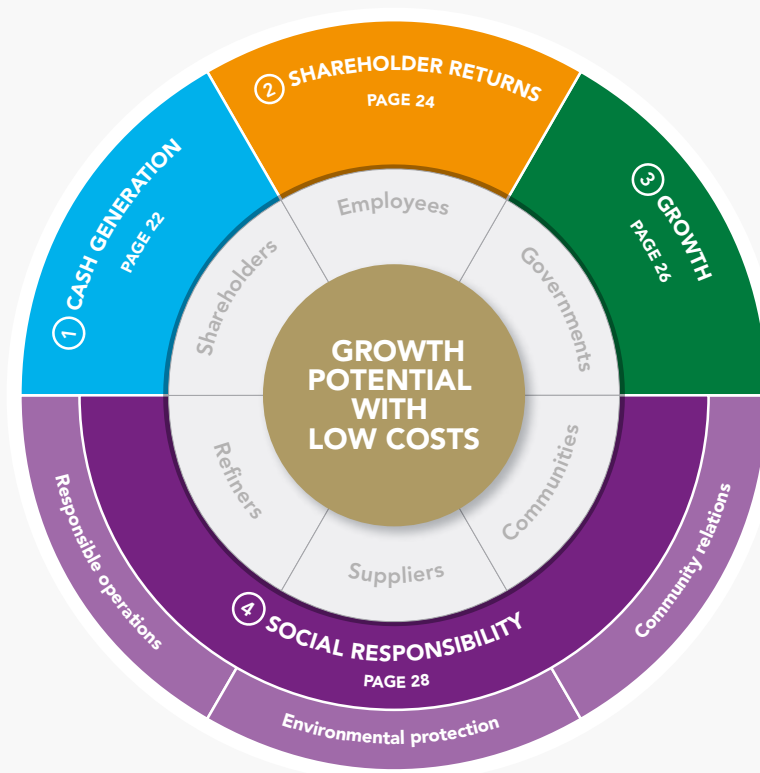 1 CASH GENERATION
PAGE 22
2 SHAREHOLDER RETURNS
PAGE 24
3 GROWTH
PAGE 26
Shareholders
Employees
Governments
GROWTH
POTENTIAL
WITH
LOW COSTS
Refiners
Suppliers
Communities
4 SOCIAL RESPONSIBILITY
PAGE 28
Responsible operations
Environmental protection
Community relations